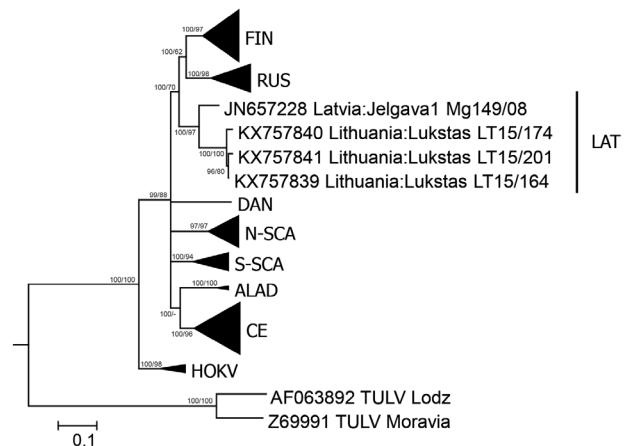 100/97
FIN
100/62
100/98
RUS
100/70
JN657228 Latvia:Jelgava1 Mg149/08
100/97
KX757840 Lithuania:Lukstas LT15/174
LAT
100/100
KX757841 Lithuania:Lukstas LT15/201
96/80
KX757839 Lithuania:Lukstas LT15/164
99/88
DAN
97/97
N-SCA
100/94
S-SCA
100/100
100/100
ALAD
100/-
CE
100/96
100/98
HOKV
AF063892 TULV Lodz
100/100
Z69991 TULV Moravia
0.1